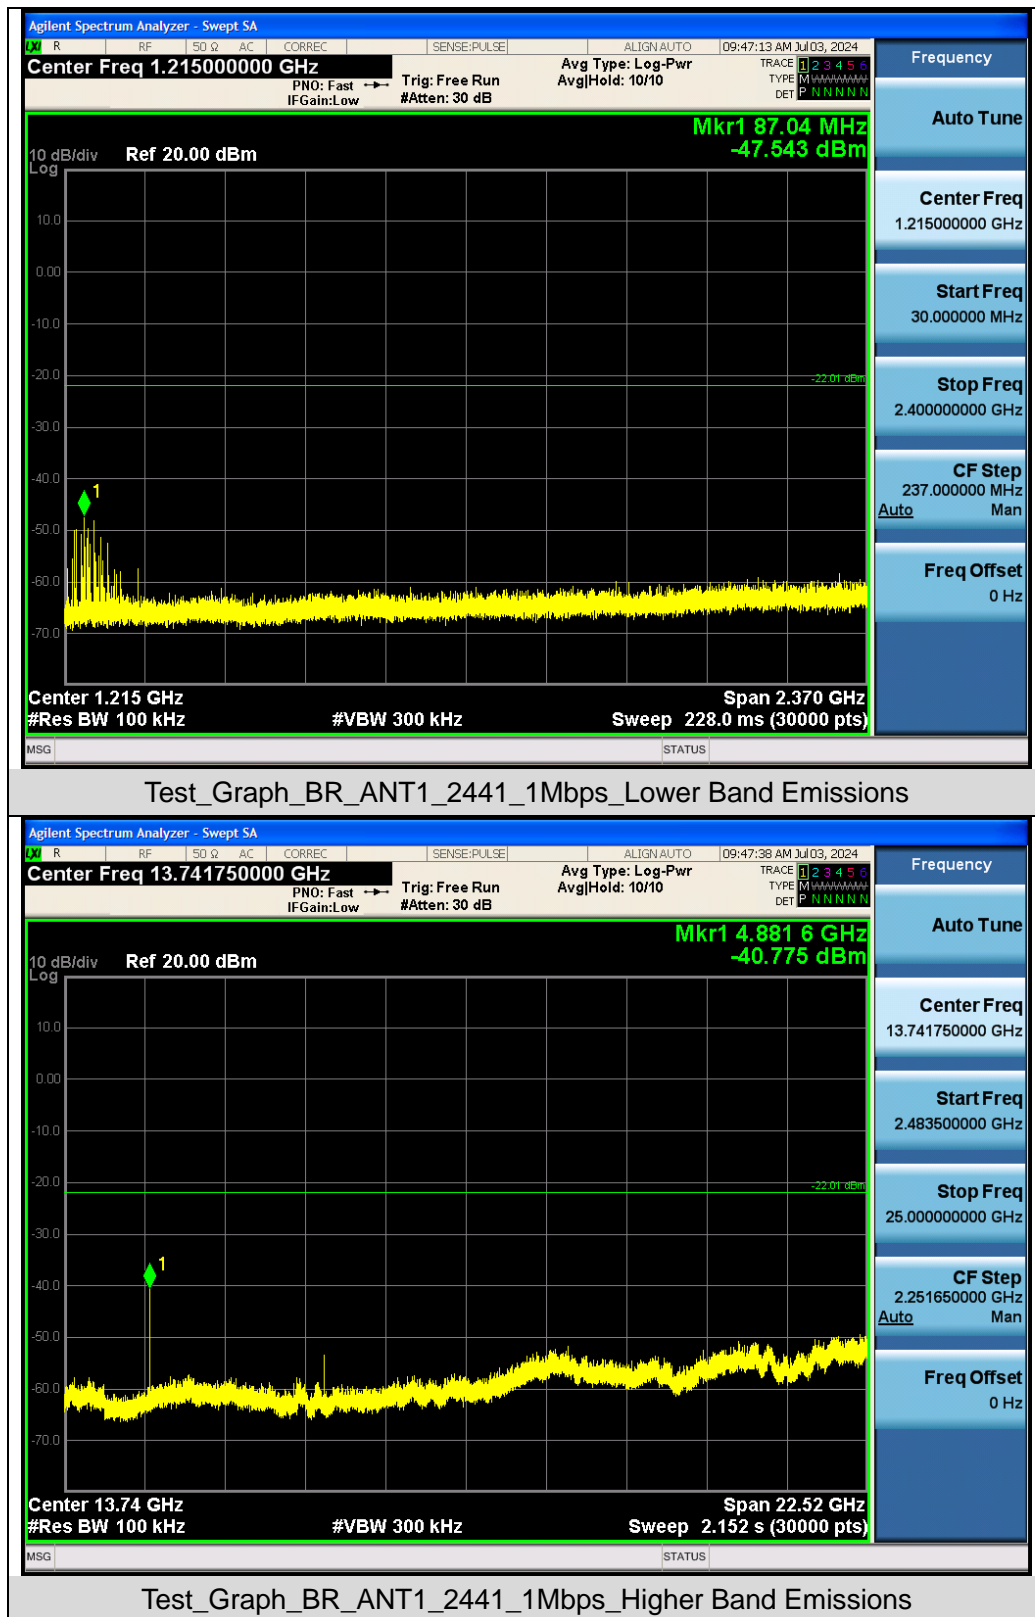 Agilent Spectrum Analyzer - Swept SA
LXI R RF 50 Ω AC CORREC SENSE:PULSE ALIGN AUTO 09:47:13 AM Jul 03, 2024
Center Freq 1.215000000 GHz
PNO: Fast
IFGain:Low
Trig: Free Run
#Atten: 30 dB
Avg Type: Log-Pwr
Avg|Hold: 10/10
TRACE 1 2 3 4 5 6
TYPE M WWWWW
DET P N N N N N
Mkr1 87.04 MHz
-47.543 dBm
10 dB/div Ref 20.00 dBm
Log
10.0
0.00
-10.0
-20.0
-22.01 dBm
-30.0
-40.0
1
-50.0
-60.0
-70.0
Center 1.215 GHz Span 2.370 GHz
#Res BW 100 kHz #VBW 300 kHz Sweep 228.0 ms (30000 pts)
MSG STATUS
Frequency
Auto Tune
Center Freq
1.215000000 GHz
Start Freq
30.000000 MHz
Stop Freq
2.400000000 GHz
CF Step
237.000000 MHz
Auto Man
Freq Offset
0 Hz
Test_Graph_BR_ANT1_2441_1Mbps_Lower Band Emissions
Agilent Spectrum Analyzer - Swept SA
LXI R RF 50 Ω AC CORREC SENSE:PULSE ALIGN AUTO 09:47:38 AM Jul 03, 2024
Center Freq 13.741750000 GHz
PNO: Fast
IFGain:Low
Trig: Free Run
#Atten: 30 dB
Avg Type: Log-Pwr
Avg|Hold: 10/10
TRACE 1 2 3 4 5 6
TYPE M WWWWW
DET P N N N N N
Mkr1 4.881 6 GHz
-40.775 dBm
10 dB/div Ref 20.00 dBm
Log
10.0
0.00
-10.0
-20.0
-22.01 dBm
-30.0
1
-40.0
-50.0
-60.0
-70.0
Center 13.74 GHz Span 22.52 GHz
#Res BW 100 kHz #VBW 300 kHz Sweep 2.152 s (30000 pts)
MSG STATUS
Frequency
Auto Tune
Center Freq
13.741750000 GHz
Start Freq
2.483500000 GHz
Stop Freq
25.000000000 GHz
CF Step
2.251650000 GHz
Auto Man
Freq Offset
0 Hz
Test_Graph_BR_ANT1_2441_1Mbps_Higher Band Emissions